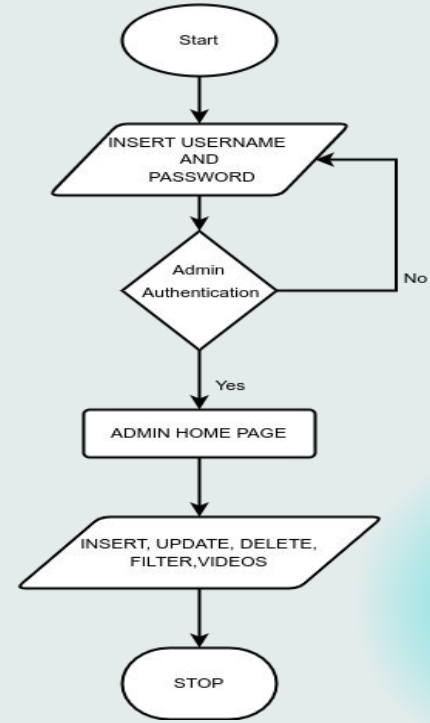 Start
INSERT USERNAME
AND
PASSWORD
Admin
Authentication
No
Yes
ADMIN HOME PAGE
INSERT, UPDATE, DELETE,
FILTER,VIDEOS
STOP